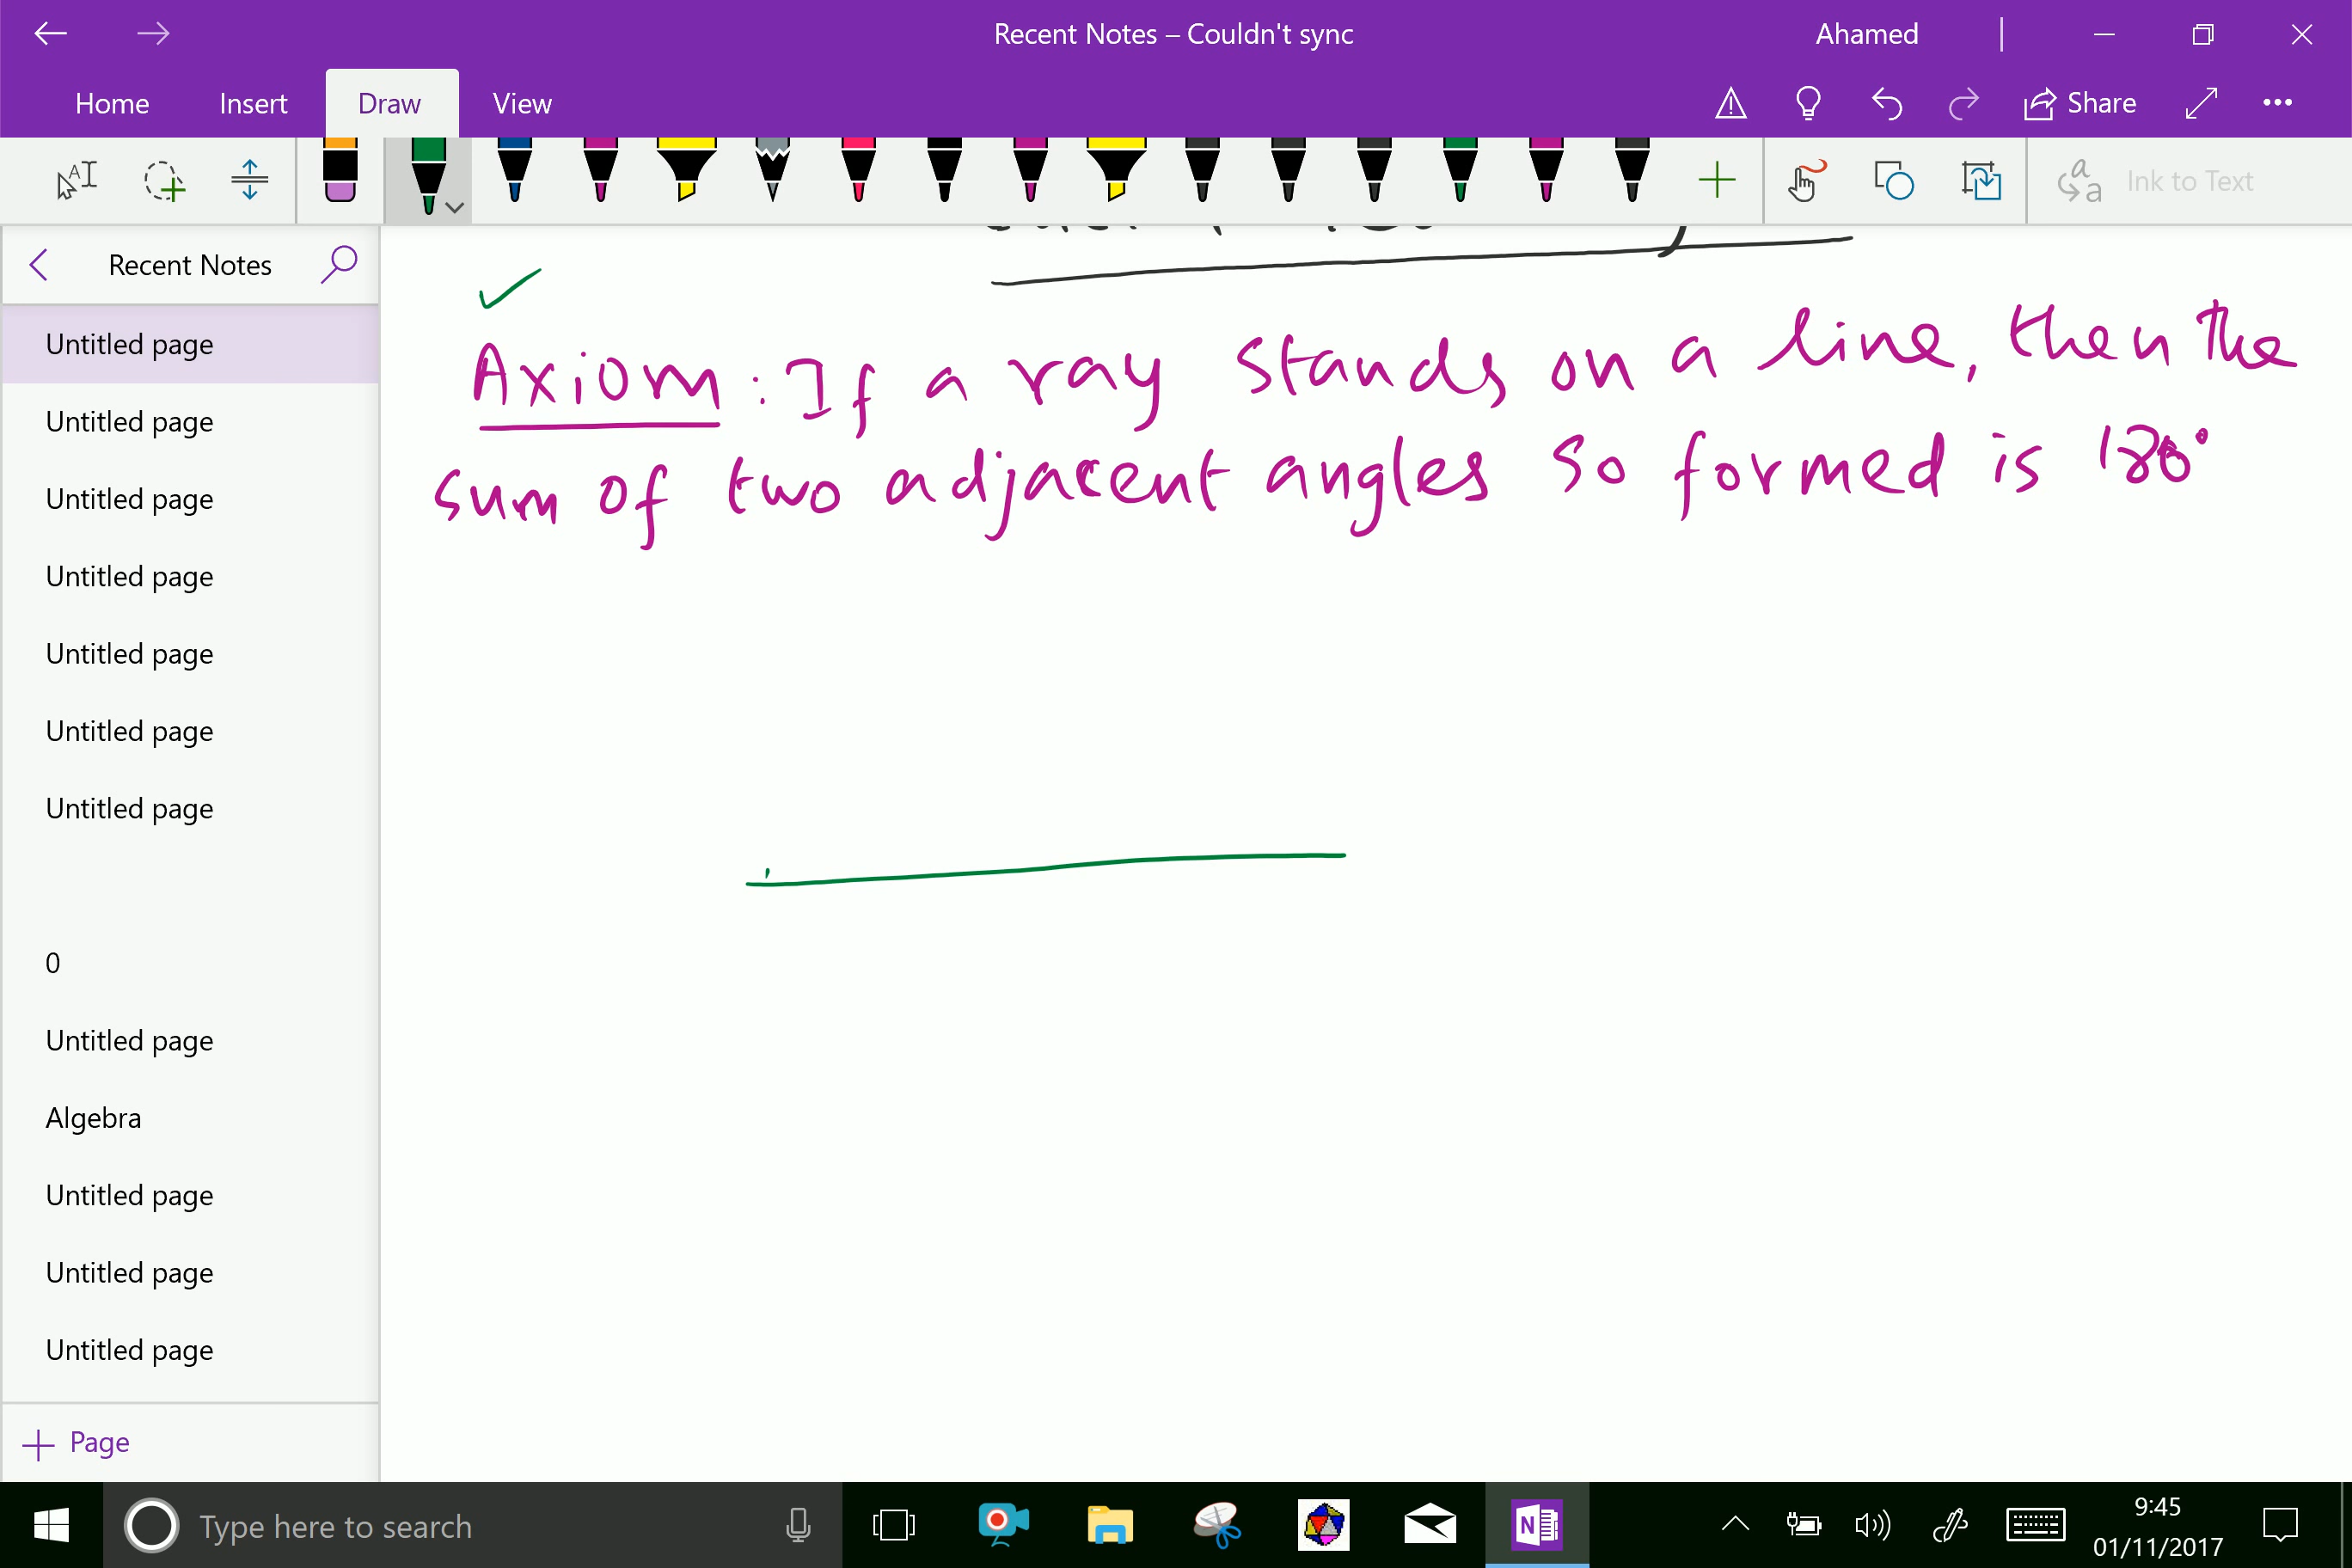 Recent Notes – Couldn't sync
Ahamed
Home Insert Draw View
Share
Ink to Text
Recent Notes
Untitled page
Untitled page
Untitled page
Untitled page
Untitled page
Untitled page
Untitled page
0
Untitled page
Algebra
Untitled page
Untitled page
Untitled page
Page
Axiom : If a ray stands on a line, then the
sum of two adjacent angles so formed is 180°
Type here to search
N
9:45
01/11/2017